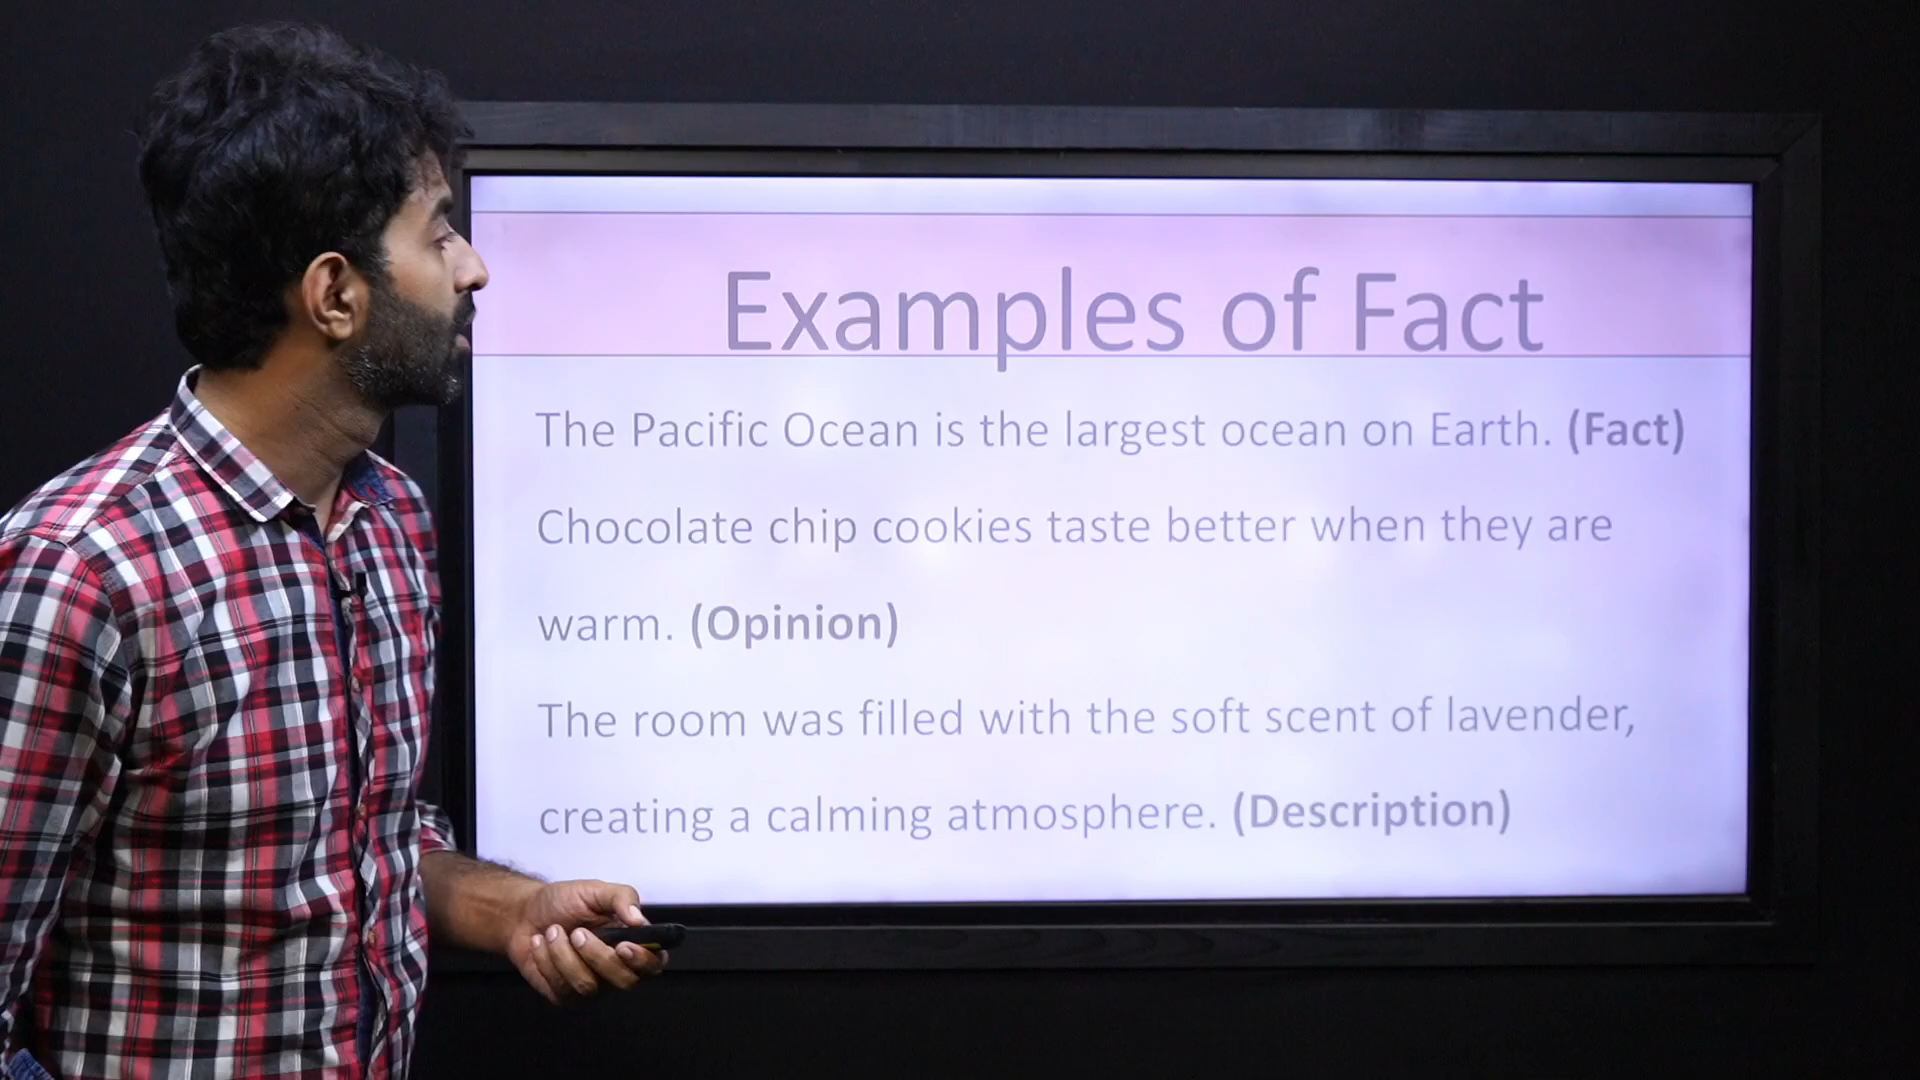 Examples of Fact
The Pacific Ocean is the largest ocean on Earth. (Fact)
Chocolate chip cookies taste better when they are
warm. (Opinion)
The room was filled with the soft scent of lavender,
creating a calming atmosphere. (Description)